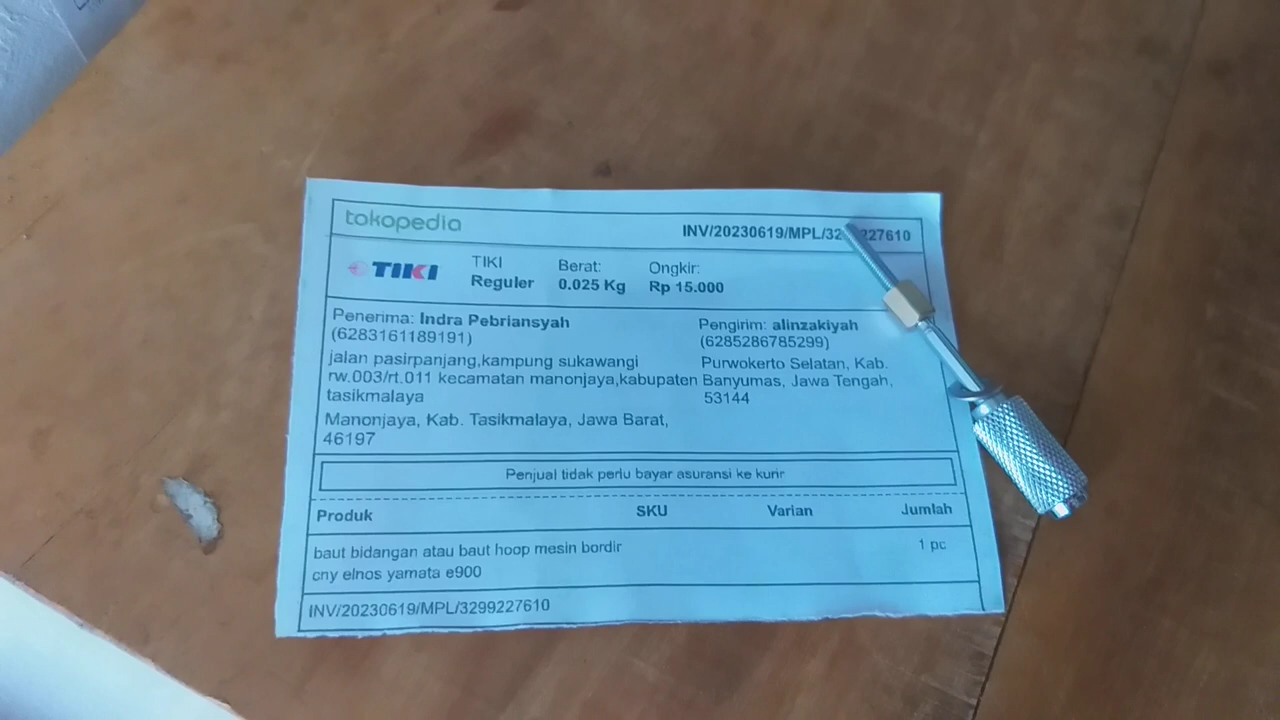 tokopedia
INV/20230619/MPL/32 227610
TIKI
TIKI
Reguler
Berat:
0.025 Kg
Ongkir:
Rp 15.000
Penerima: Indra Pebriansyah
(6283161189191)
jalan pasirpanjang,kampung sukawangi
rw.003/rt.011 kecamatan manonjaya,kabupaten
tasikmalaya
Manonjaya, Kab. Tasikmalaya, Jawa Barat,
46197
Pengirim: alinzakiyah
(6285286785299)
Purwokerto Selatan, Kab.
Banyumas, Jawa Tengah,
53144
Penjual tidak perlu bayar asuransi ke kurir
Produk SKU Varian Jumlah
baut bidangan atau baut hoop mesin bordir 1 pc
cny elnos yamata e900
INV/20230619/MPL/3299227610